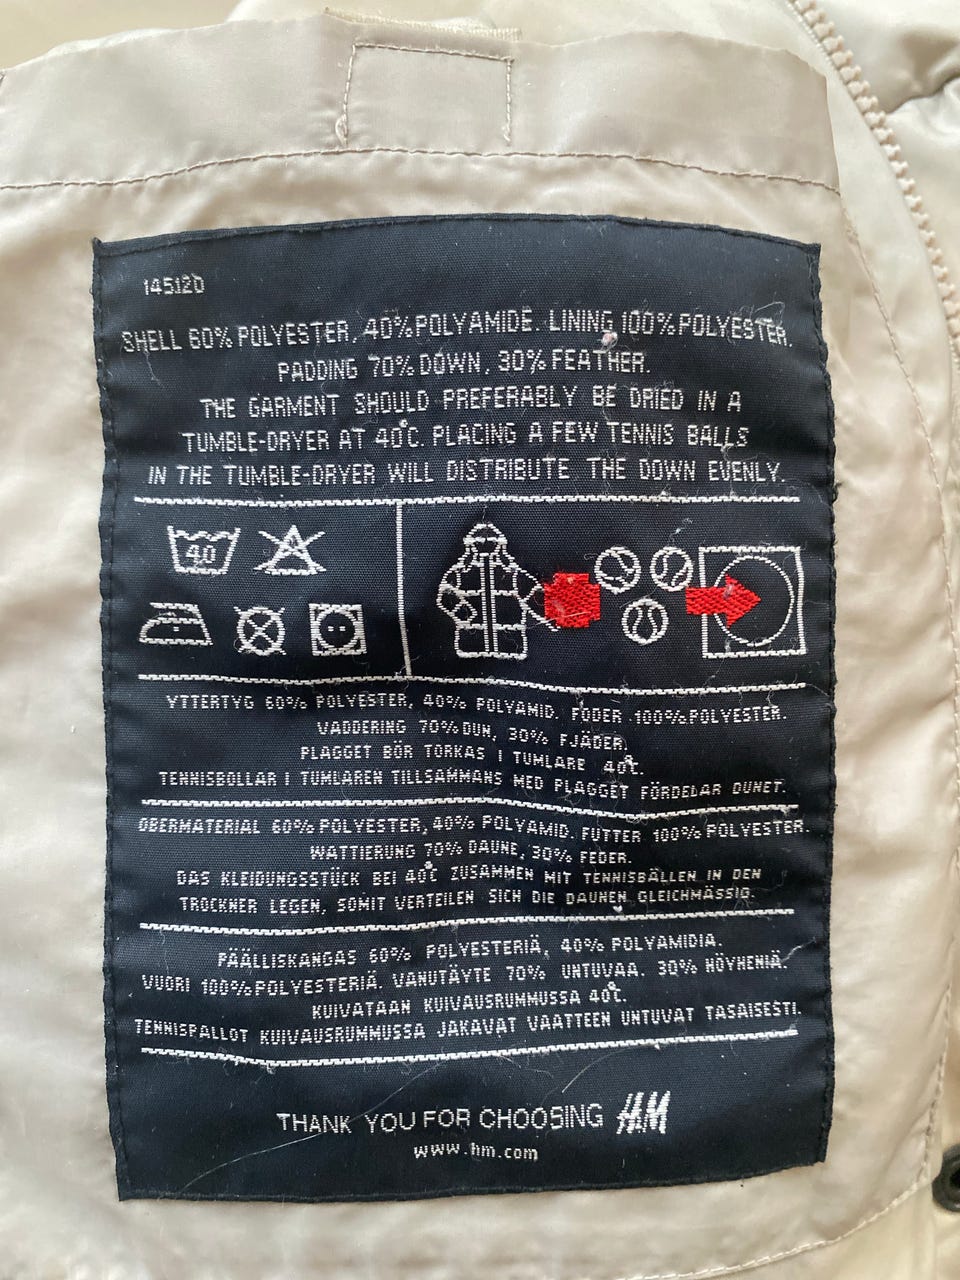 145120
SHELL 60% POLYESTER, 40% POLYAMIDE. LINING 100% POLYESTER.
PADDING 70% DOWN, 30% FEATHER.
THE GARMENT SHOULD PREFERABLY BE DRIED IN A
TUMBLE-DRYER AT 40°C. PLACING A FEW TENNIS BALLS
IN THE TUMBLE-DRYER WILL DISTRIBUTE THE DOWN EVENLY.
40
YTTERTYG 60% POLYESTER, 40% POLYAMID. FODER 100% POLYESTER.
VADDERING 70% DUN, 30% FJÄDER.
PLAGGET BÖR TORKAS I TUMLARE 40°C.
TENNISBOLLAR I TUMLAREN TILLSAMMANS MED PLAGGET FÖRDELAR DUNET.
OBERMATERIAL 60% POLYESTER, 40% POLYAMID. FUTTER 100% POLYESTER.
WATTIERUNG 70% DAUNE, 30% FEDER.
DAS KLEIDUNGSSTÜCK BEI 40°C ZUSAMMEN MIT TENNISBÄLLEN IN DEN
TROCKNER LEGEN, SOMIT VERTEILEN SICH DIE DAUNEN GLEICHMÄSSIG.
PÄÄLLISKANGAS 60% POLYESTERIÄ, 40% POLYAMIDIA.
VUORI 100% POLYESTERIÄ. VANUTÄYTE 70% UNTUVAA. 30% HÖYHENIÄ.
KUIVATAAN KUIVAUSRUMMUSSA 40°C.
TENNISPALLOT KUIVAUSRUMMUSSA JAKAVAT VAATTEEN UNTUVAT TASAISESTI.
THANK YOU FOR CHOOSING H&M
www.hm.com